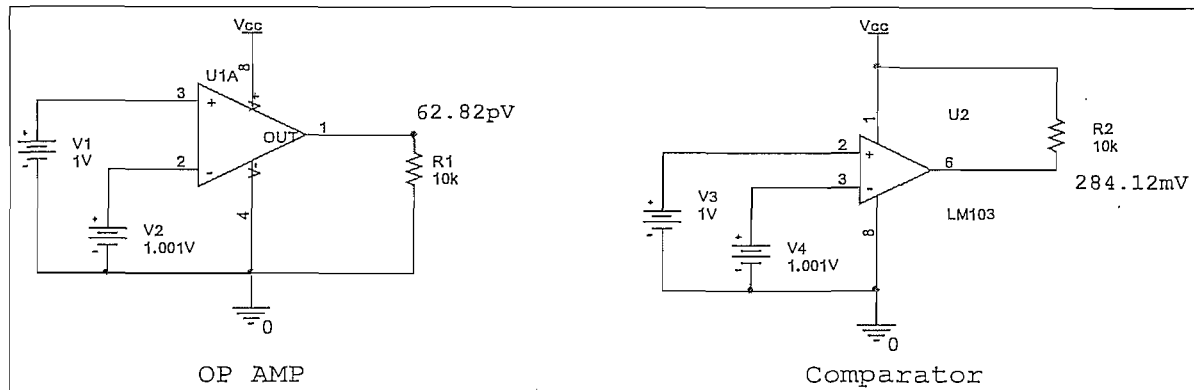 Vcc
8
U1A
3
+
V+
OUT
1
62.82pV
2
-
V-
4
+
-
V1
1V
+
-
V2
1.001V
R1
10k
0
OP AMP
Vcc
1
U2
R2
10k
2
+
3
-
6
284.12mV
LM103
8
+
-
V3
1V
+
-
V4
1.001V
0
Comparator